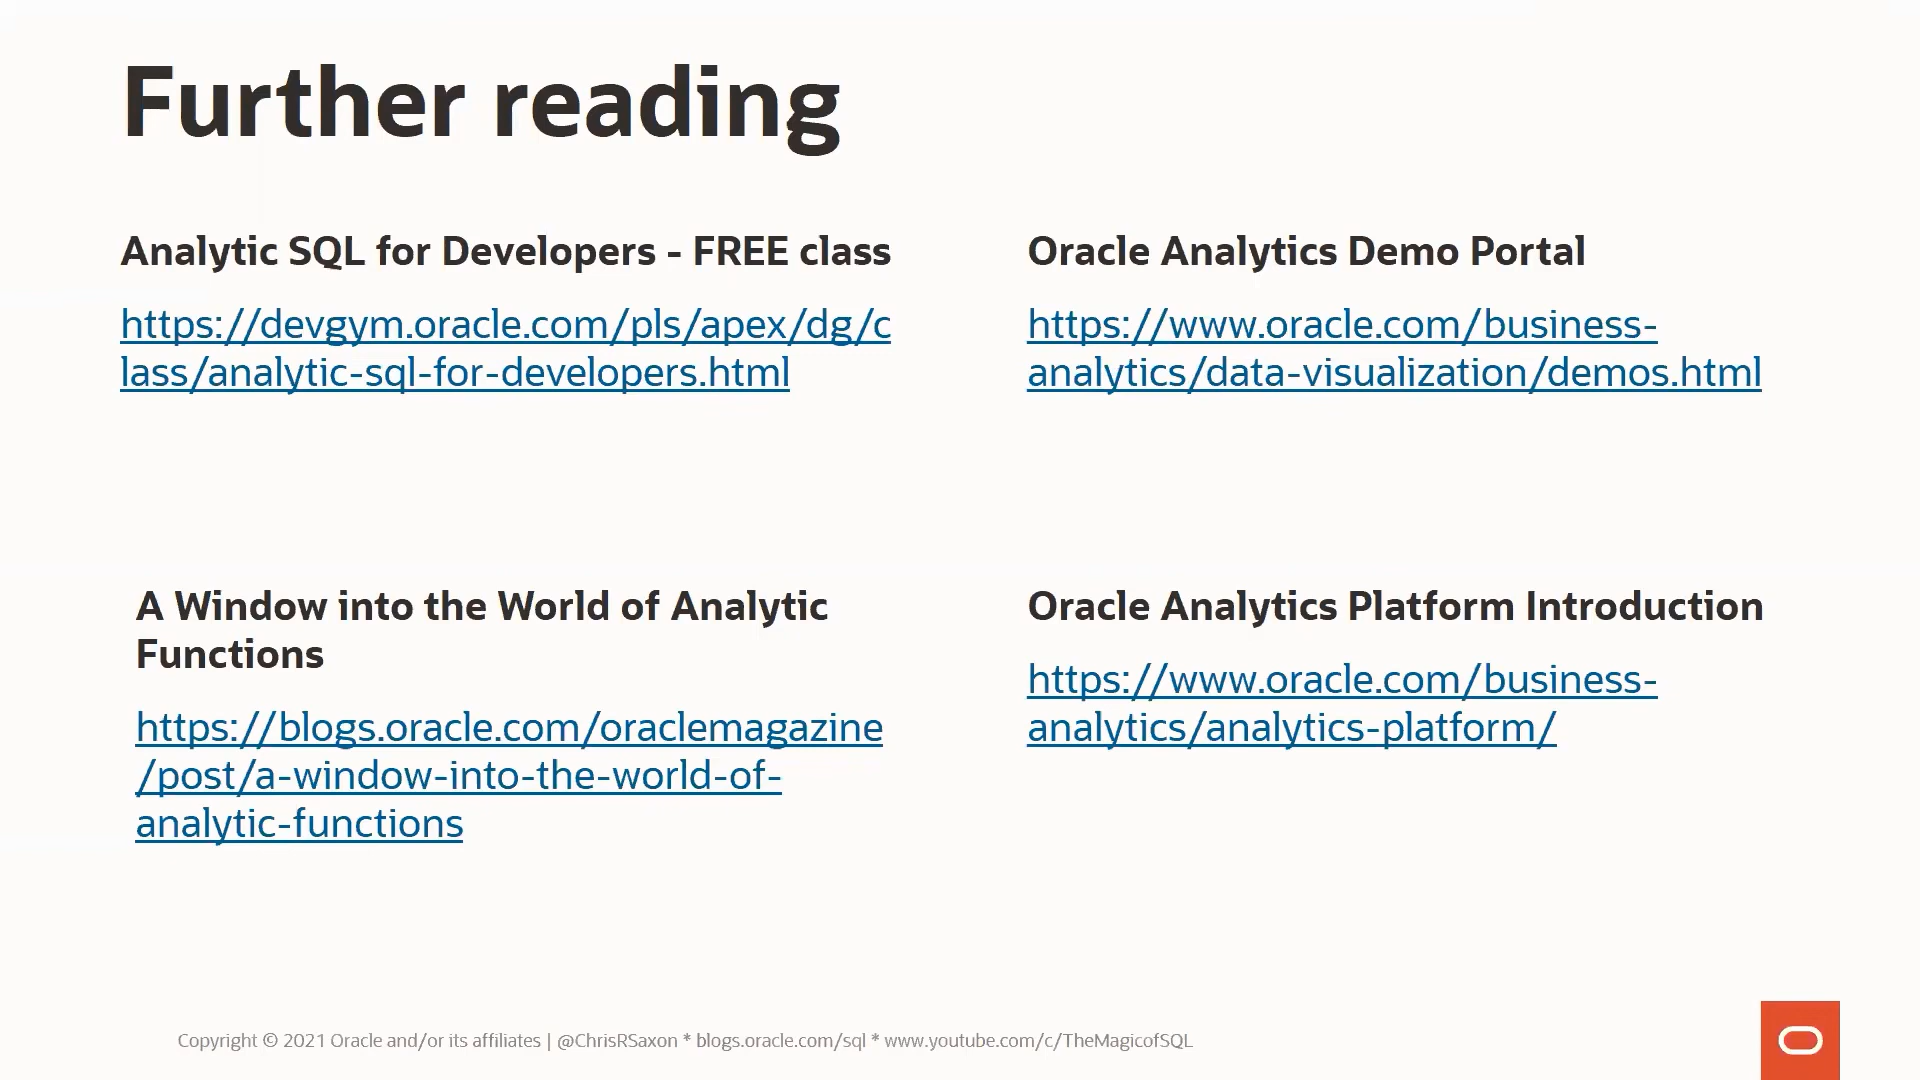 Further reading
Analytic SQL for Developers - FREE class
https://devgym.oracle.com/pls/apex/dg/c
lass/analytic-sql-for-developers.html
Oracle Analytics Demo Portal
https://www.oracle.com/business-
analytics/data-visualization/demos.html
A Window into the World of Analytic
Functions
https://blogs.oracle.com/oraclemagazine
/post/a-window-into-the-world-of-
analytic-functions
Oracle Analytics Platform Introduction
https://www.oracle.com/business-
analytics/analytics-platform/
Copyright © 2021 Oracle and/or its affiliates | @ChrisRSaxon * blogs.oracle.com/sql * www.youtube.com/c/TheMagicofSQL